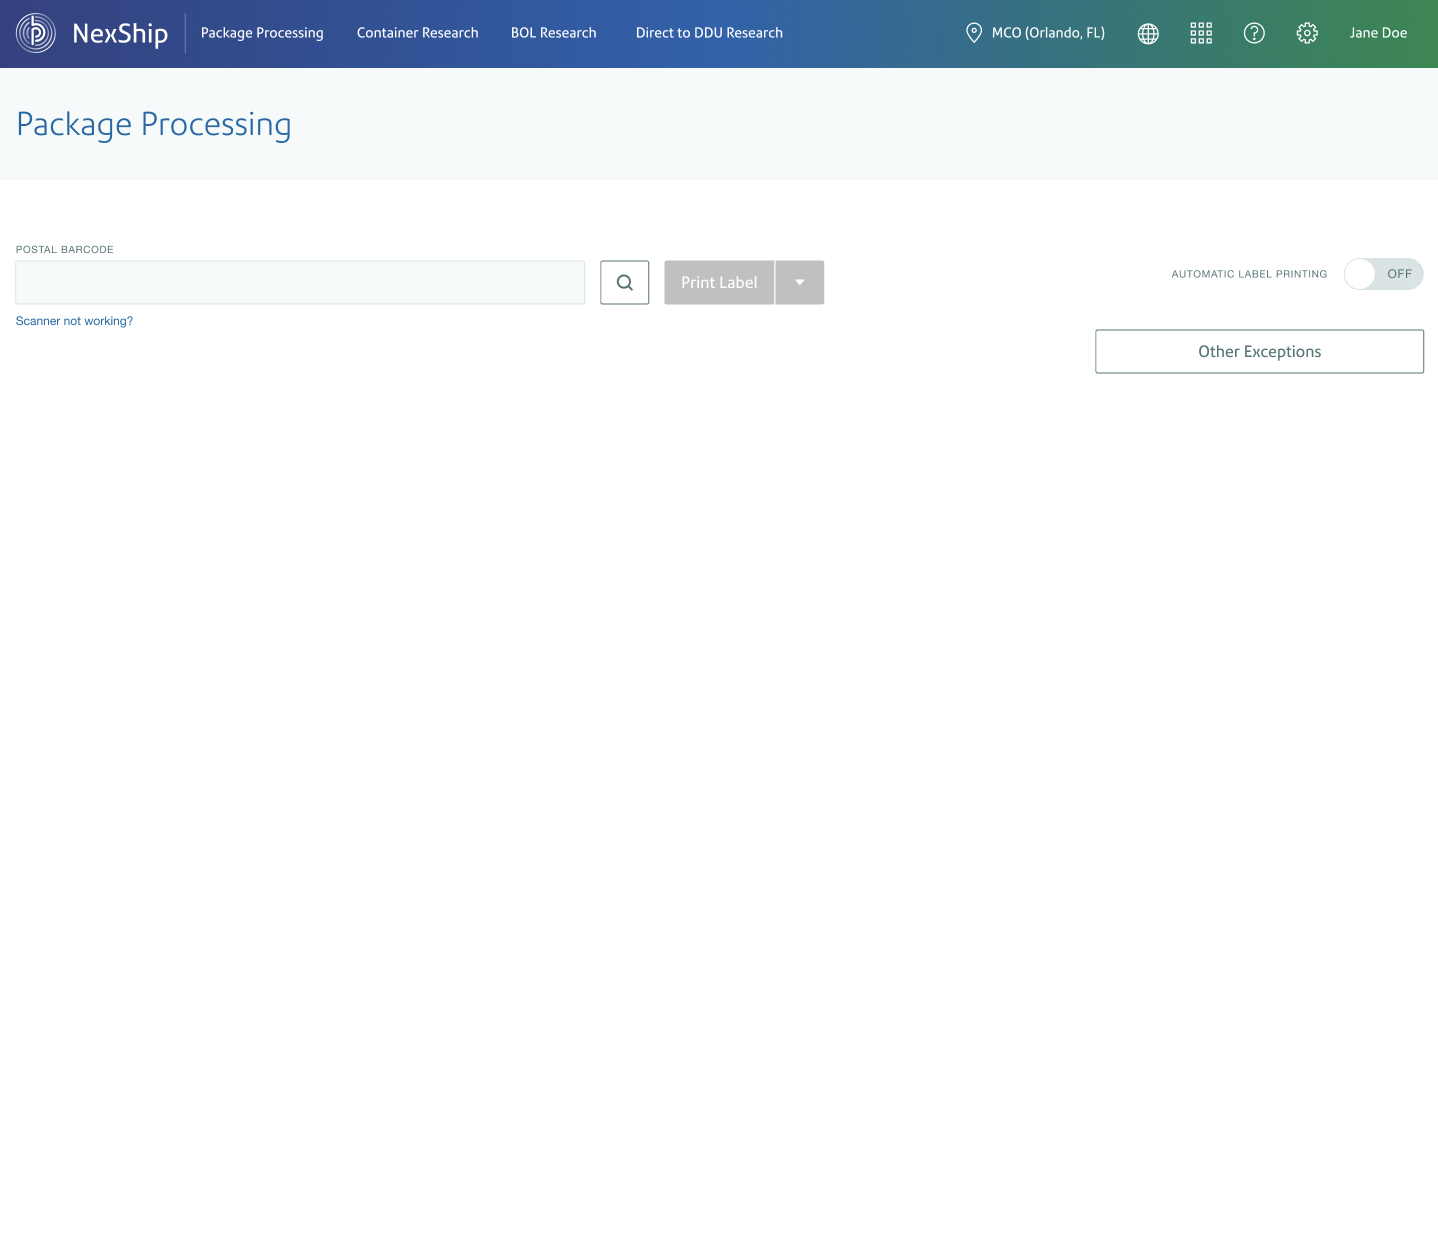 NexShip
Package Processing
Container Research
BOL Research
Direct to DDU Research
MCO (Orlando, FL)
Jane Doe
Package Processing
POSTAL BARCODE
Print Label
AUTOMATIC LABEL PRINTING
OFF
Scanner not working?
Other Exceptions